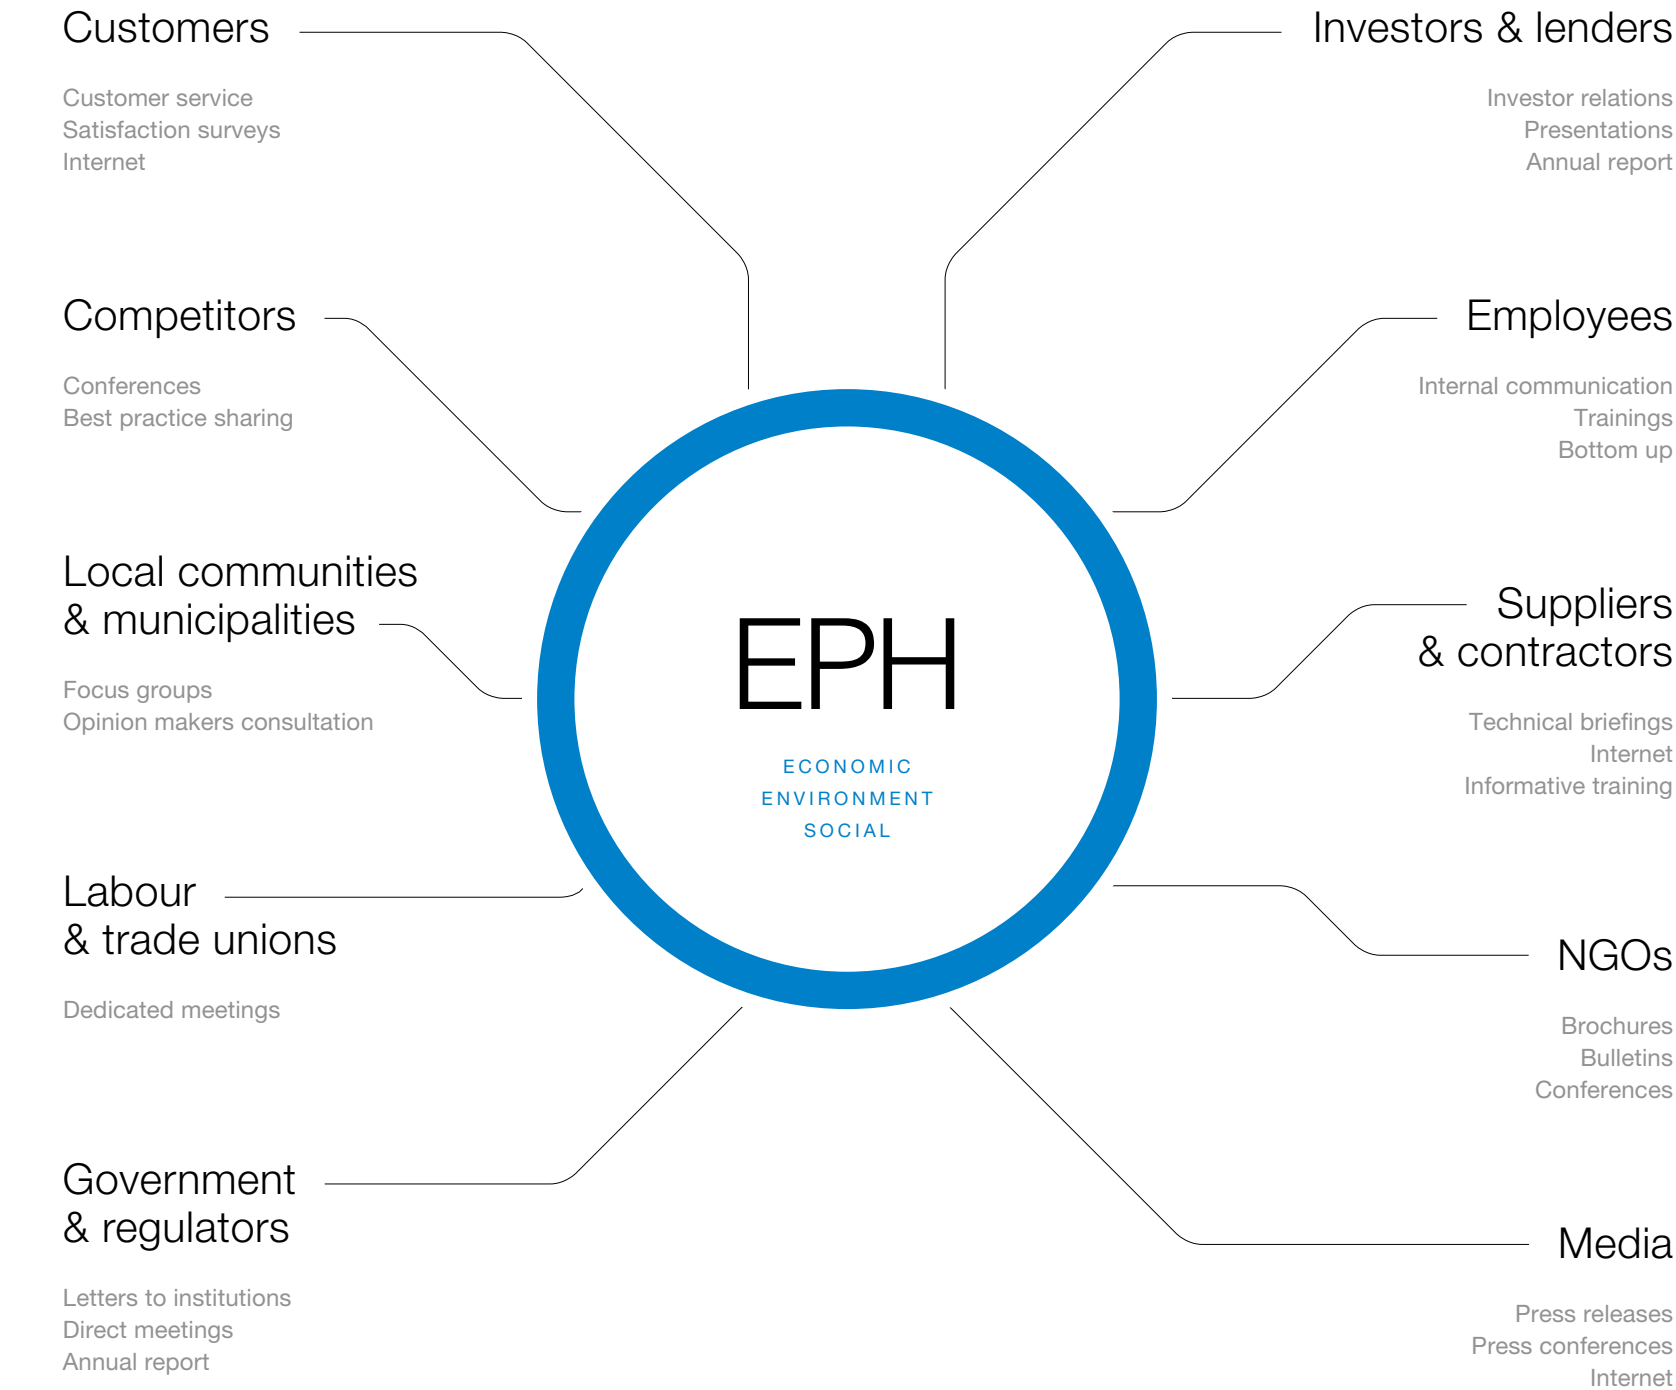 Customers
Customer service
Satisfaction surveys
Internet
Competitors
Conferences
Best practice sharing
Local communities
& municipalities
Focus groups
Opinion makers consultation
Labour
& trade unions
Dedicated meetings
Government
& regulators
Letters to institutions
Direct meetings
Annual report
EPH
ECONOMIC
ENVIRONMENT
SOCIAL
Investors & lenders
Investor relations
Presentations
Annual report
Employees
Internal communication
Trainings
Bottom up
Suppliers
& contractors
Technical briefings
Internet
Informative training
NGOs
Brochures
Bulletins
Conferences
Media
Press releases
Press conferences
Internet